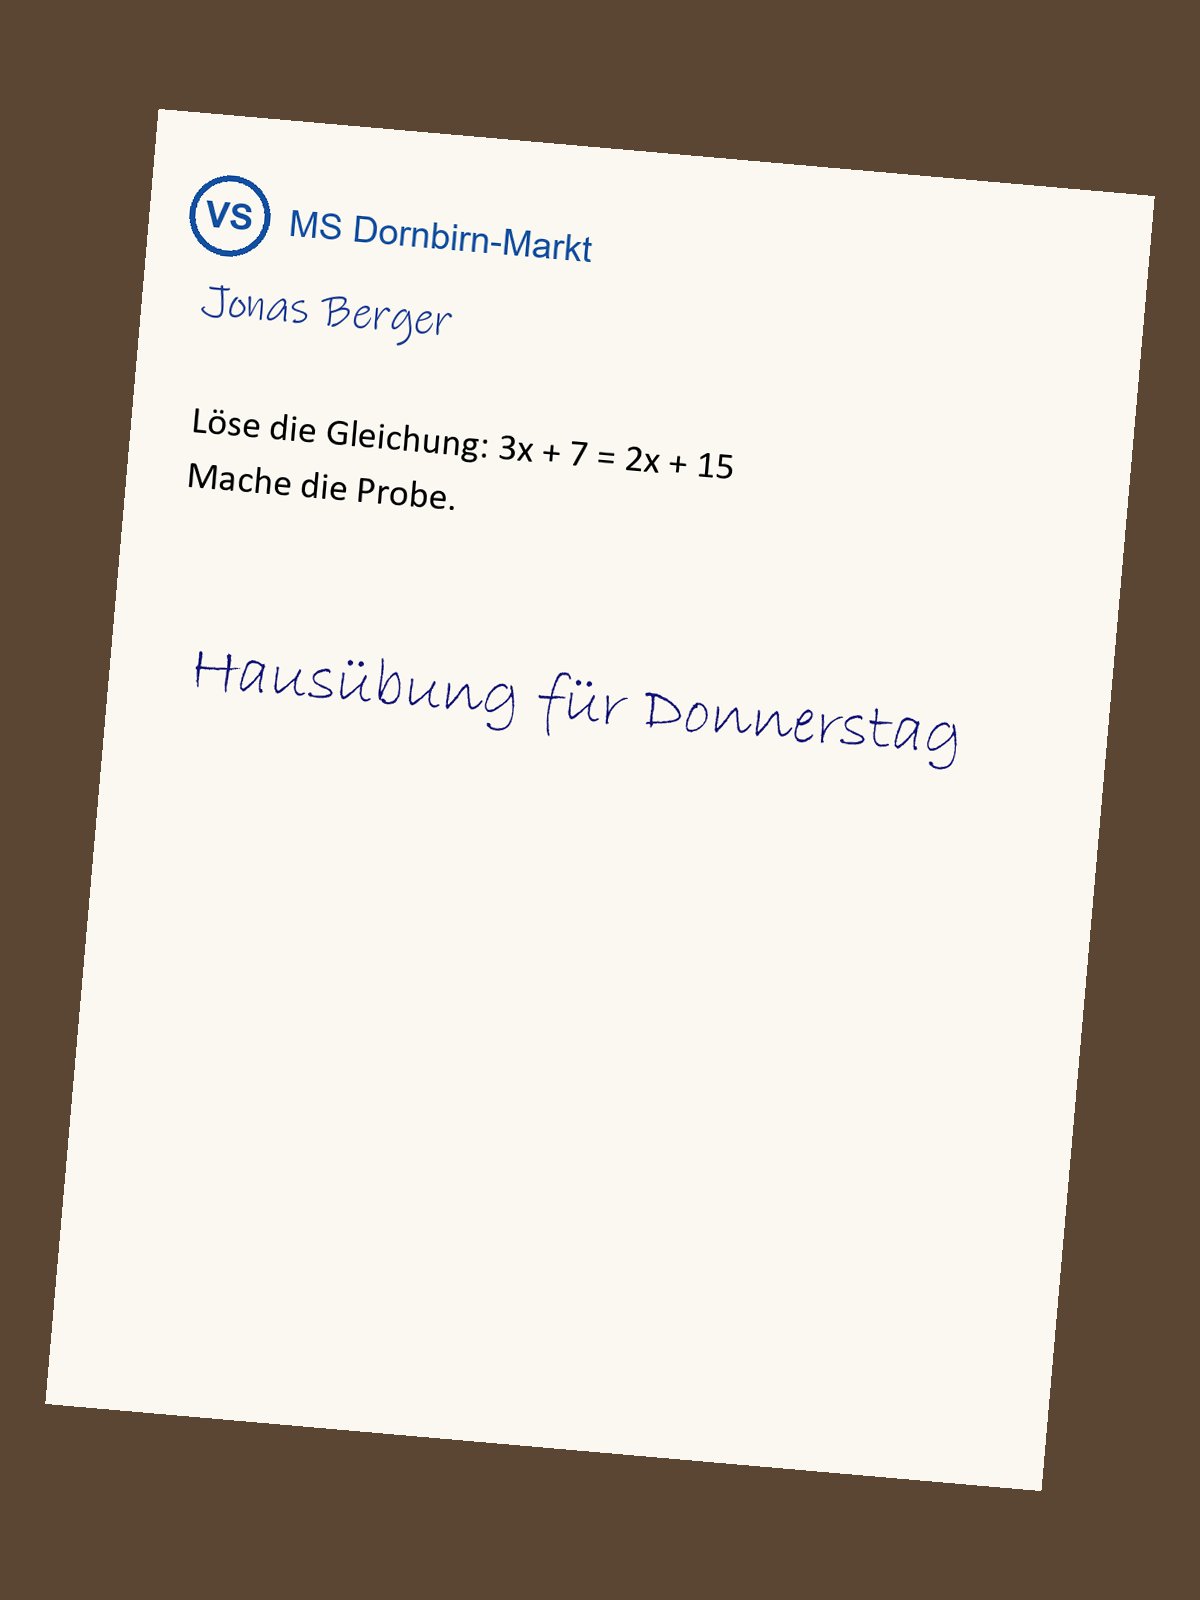 VS
MS Dornbirn-Markt
Jonas Berger
Löse die Gleichung: 3x + 7 = 2x + 15
Mache die Probe.
Hausübung für Donnerstag